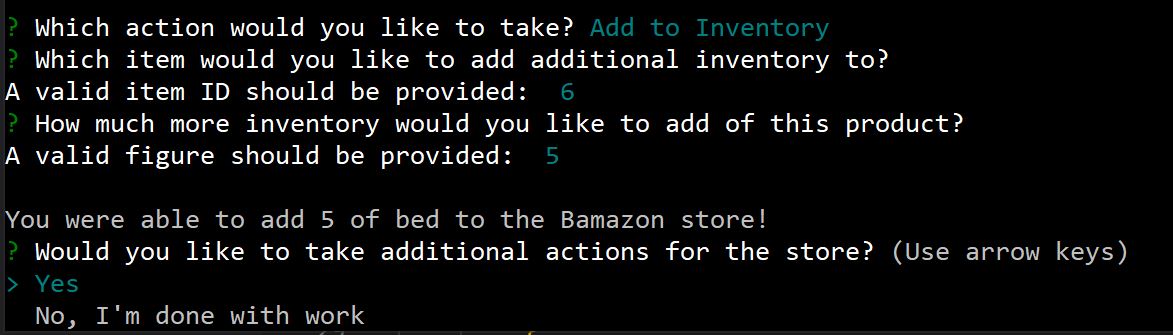 ? Which action would you like to take? Add to Inventory
? Which item would you like to add additional inventory to?
A valid item ID should be provided:  6
? How much more inventory would you like to add of this product?
A valid figure should be provided:  5
You were able to add 5 of bed to the Bamazon store!
? Would you like to take additional actions for the store? (Use arrow keys)
> Yes
  No, I'm done with work